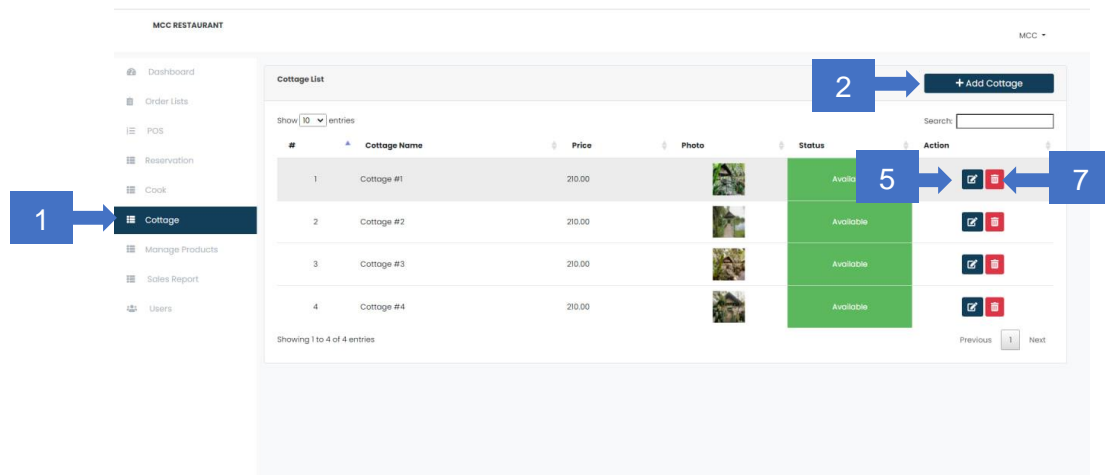 MCC RESTAURANT
MCC
Dashboard
Cottage List
2
+ Add Cottage
Order Lists
Show 10 entries
Search:
POS
# Cottage Name Price Photo Status Action
Reservation
1 Cottage #1 210.00 Availa 5 7
Cook
1
Cottage
2 Cottage #2 210.00 Available
Manage Products
3 Cottage #3 210.00 Available
Sales Report
Users
4 Cottage #4 210.00 Available
Showing 1 to 4 of 4 entries
Previous 1 Next